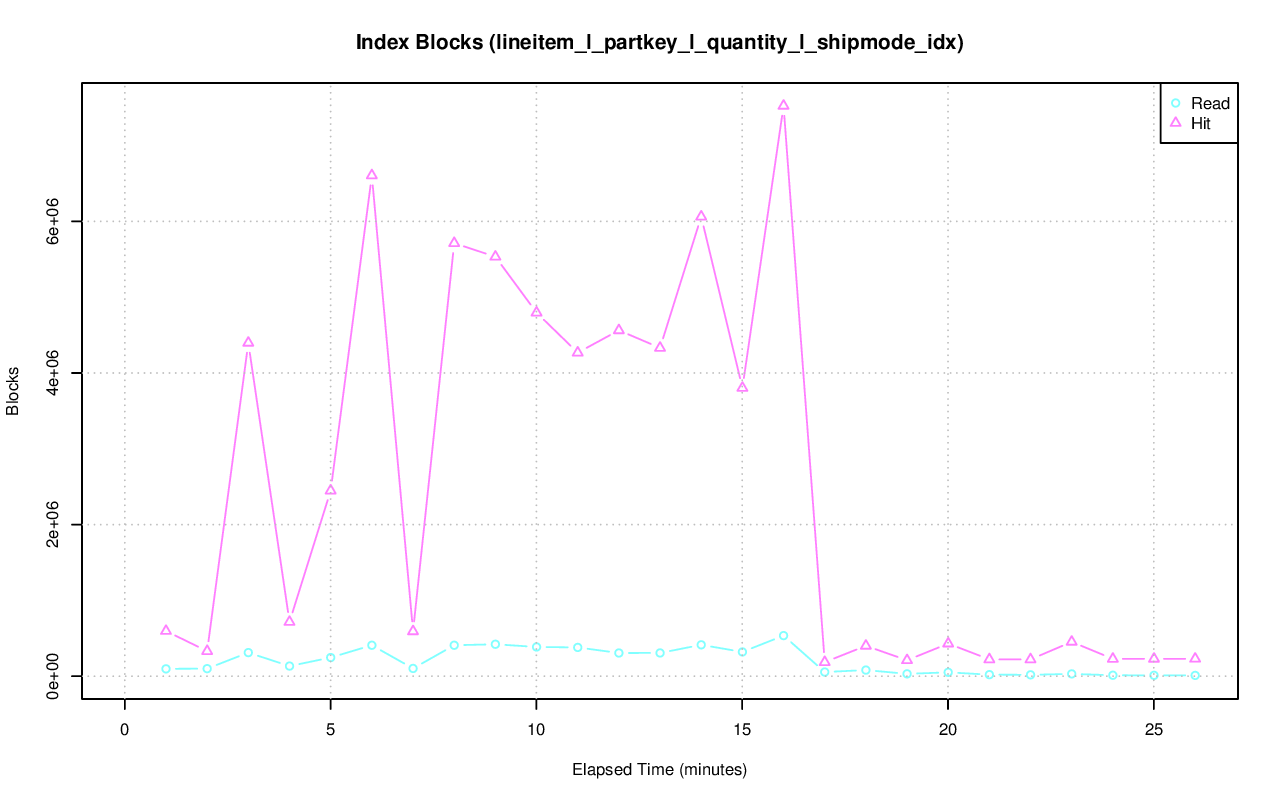 Index Blocks (lineitem_l_partkey_l_quantity_l_shipmode_idx)
Read
Hit
Blocks
6e+06
4e+06
2e+06
0e+00
0 5 10 15 20 25
Elapsed Time (minutes)